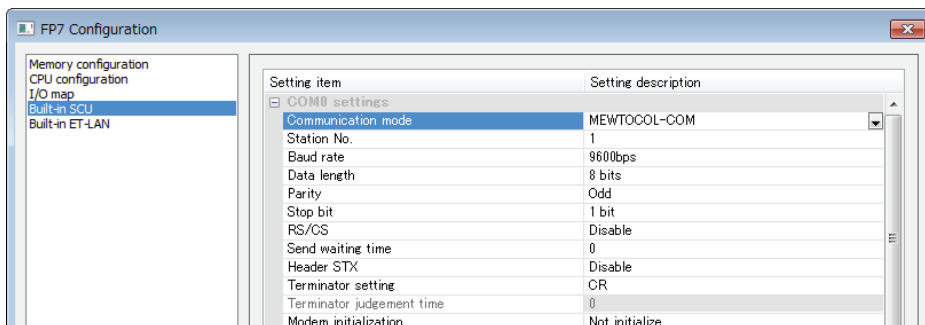 FP7 Configuration
Memory configuration
CPU configuration
I/O map
Built-in SCU
Built-in ET-LAN
Setting item Setting description
COM0 settings
Communication mode MEWTOCOL-COM
Station No. 1
Baud rate 9600bps
Data length 8 bits
Parity Odd
Stop bit 1 bit
RS/CS Disable
Send waiting time 0
Header STX Disable
Terminator setting CR
Terminator judgement time 0
Modem initialization Not initialize